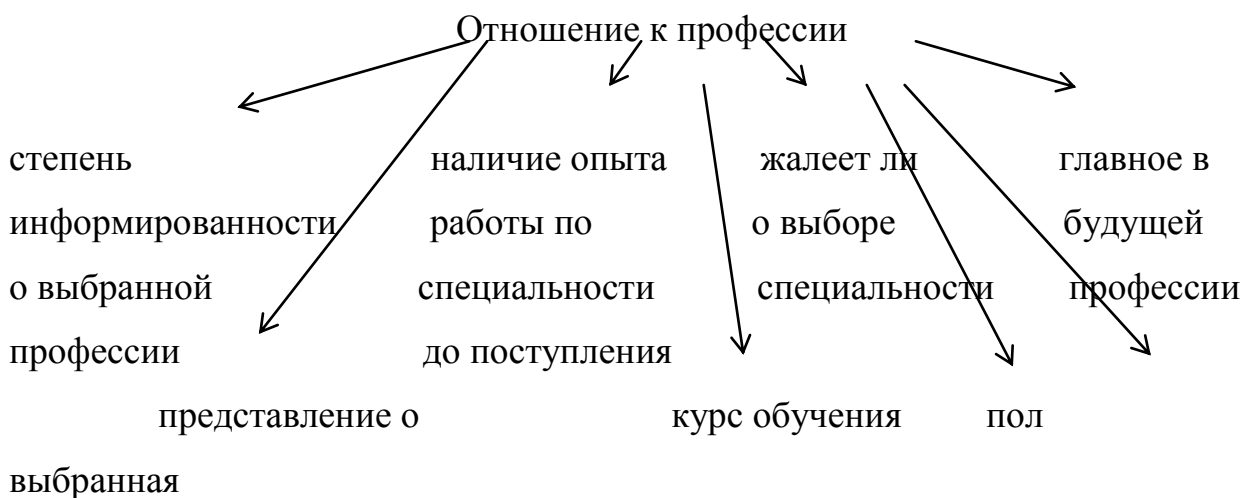 Отношение к профессии
степень наличие опыта жалеет ли главное в
информированности работы по о выборе будущей
о выбранной специальности специальности профессии
профессии до поступления
представление о курс обучения пол
выбранная